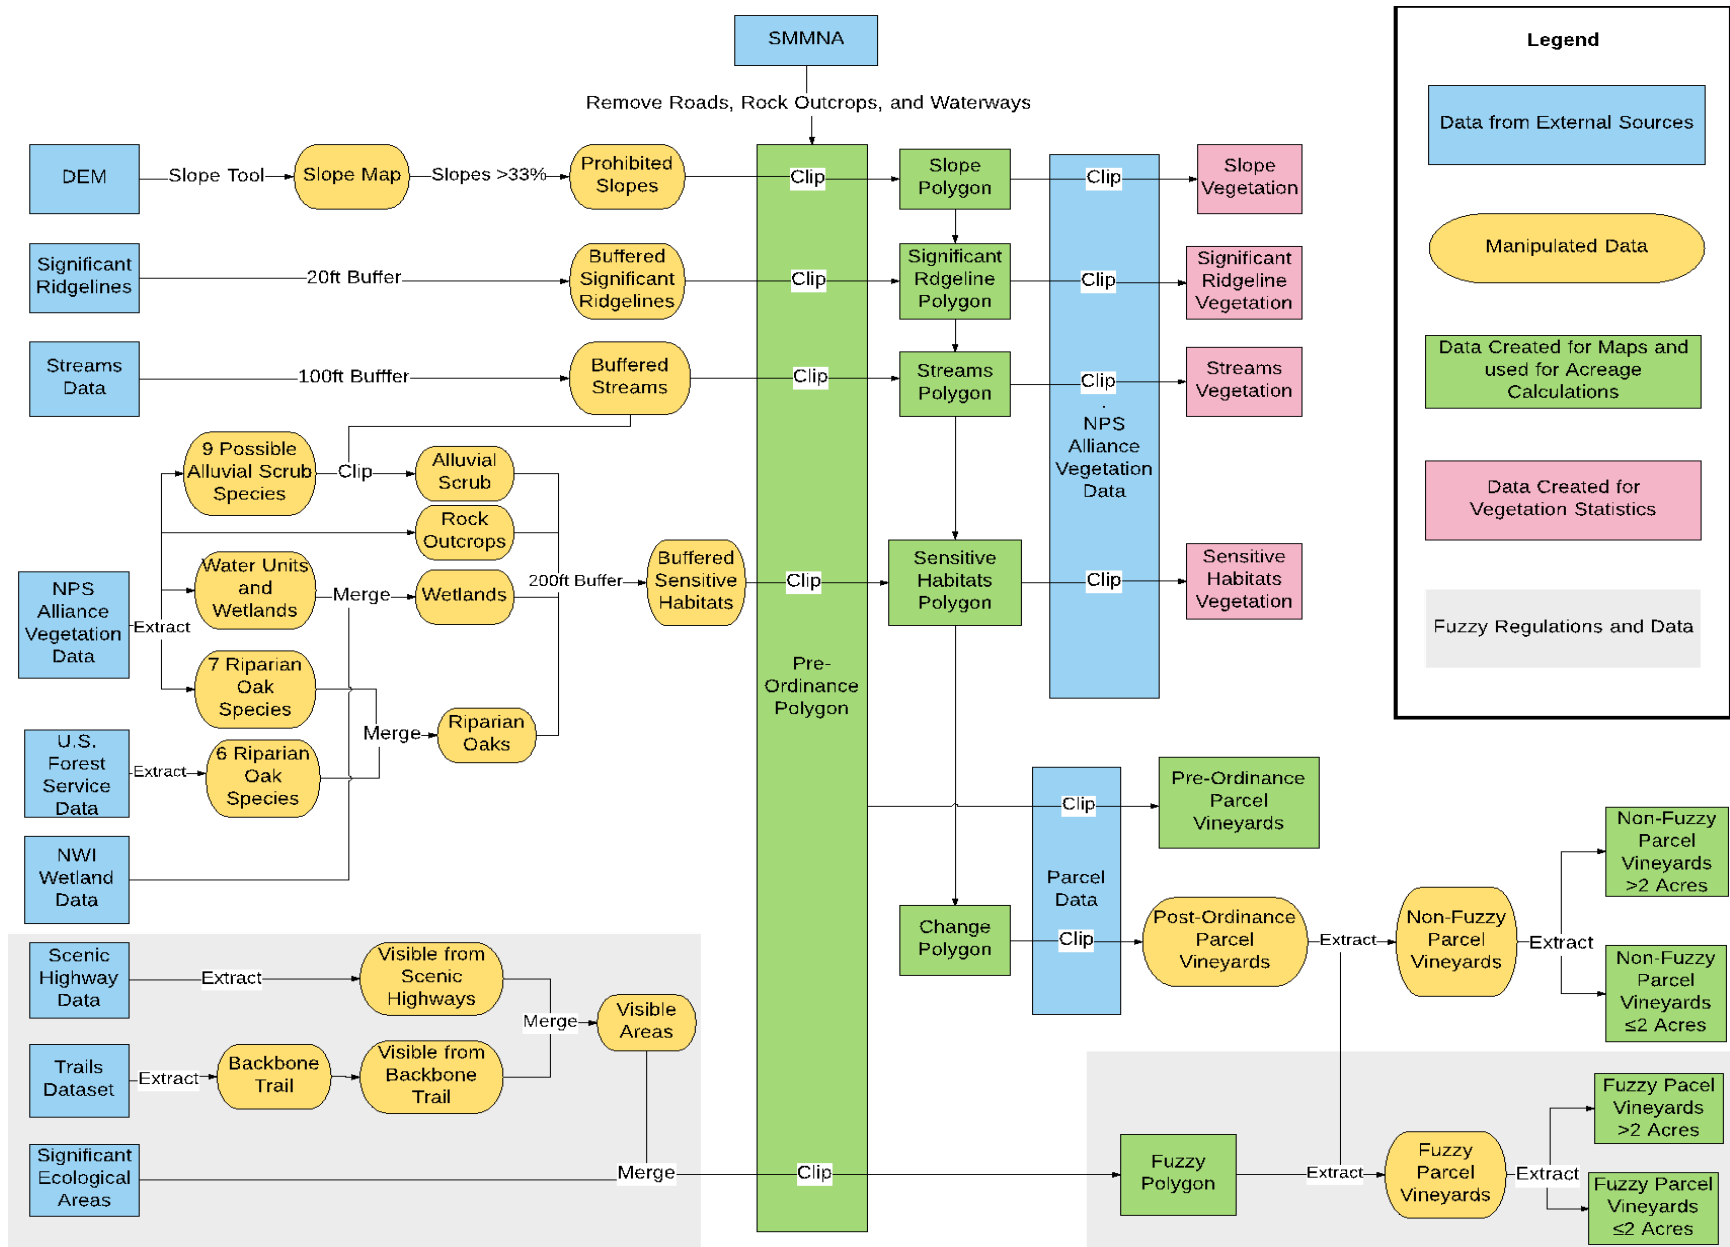 SMMNA
Remove Roads, Rock Outcrops, and Waterways
DEM
Slope Tool
Slope Map
Slopes >33%
Prohibited
Slopes
Clip
Slope
Polygon
Clip
Slope
Vegetation
Significant
Ridgelines
20ft Buffer
Buffered
Significant
Ridgelines
Clip
Significant
Rdgeline
Polygon
Clip
Significant
Ridgeline
Vegetation
Streams
Data
100ft Bufffer
Buffered
Streams
Clip
Streams
Polygon
Clip
Streams
Vegetation
NPS
Alliance
Vegetation
Data
9 Possible
Alluvial Scrub
Species
Clip
Alluvial
Scrub
Rock
Outcrops
NPS
Alliance
Vegetation
Data
Extract
Water Units
and
Wetlands
Merge
Wetlands
200ft Buffer
Buffered
Sensitive
Habitats
Clip
Sensitive
Habitats
Polygon
Clip
Sensitive
Habitats
Vegetation
7 Riparian
Oak
Species
Merge
Riparian
Oaks
Pre-
Ordinance
Polygon
U.S.
Forest
Service
Data
Extract
6 Riparian
Oak
Species
NWI
Wetland
Data
Clip
Pre-Ordinance
Parcel
Vineyards
Parcel
Data
Change
Polygon
Clip
Post-Ordinance
Parcel
Vineyards
Extract
Non-Fuzzy
Parcel
Vineyards
Extract
Non-Fuzzy
Parcel
Vineyards
>2 Acres
Non-Fuzzy
Parcel
Vineyards
≤2 Acres
Scenic
Highway
Data
Extract
Visible from
Scenic
Highways
Merge
Visible
Areas
Trails
Dataset
Extract
Backbone
Trail
Visible from
Backbone
Trail
Significant
Ecological
Areas
Merge
Clip
Fuzzy
Polygon
Extract
Fuzzy
Parcel
Vineyards
Extract
Fuzzy Pacel
Vineyards
>2 Acres
Fuzzy Parcel
Vineyards
≤2 Acres
Legend
Data from External Sources
Manipulated Data
Data Created for Maps and
used for Acreage
Calculations
Data Created for
Vegetation Statistics
Fuzzy Regulations and Data